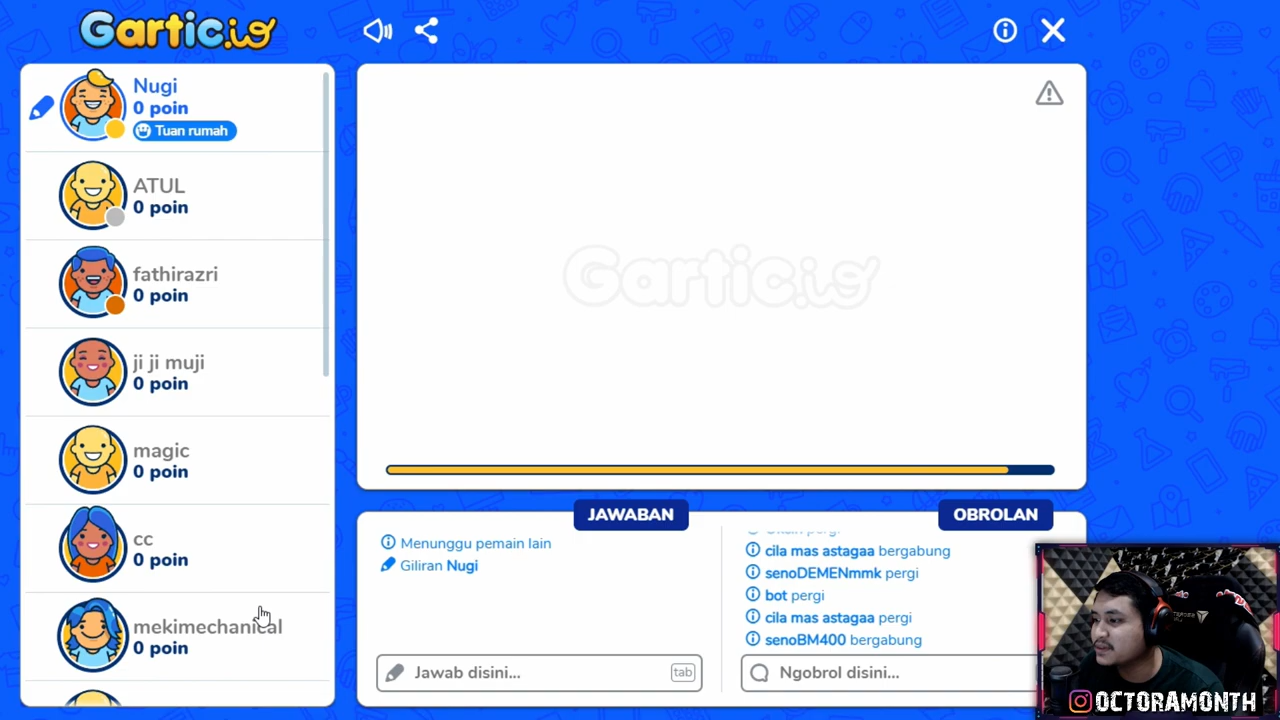 Gartic.io
Nugi
0 poin
Tuan rumah
ATUL
0 poin
fathirazri
0 poin
ji ji muji
0 poin
magic
0 poin
cc
0 poin
mekimechanical
0 poin
Gartic.io
JAWABAN
Menunggu pemain lain
Giliran Nugi
Jawab disini...
tab
OBROLAN
cila mas astagaa bergabung
senoDEMENmmk pergi
bot pergi
cila mas astagaa pergi
senoBM400 bergabung
Ngobrol disini...
OCTORAMONTH